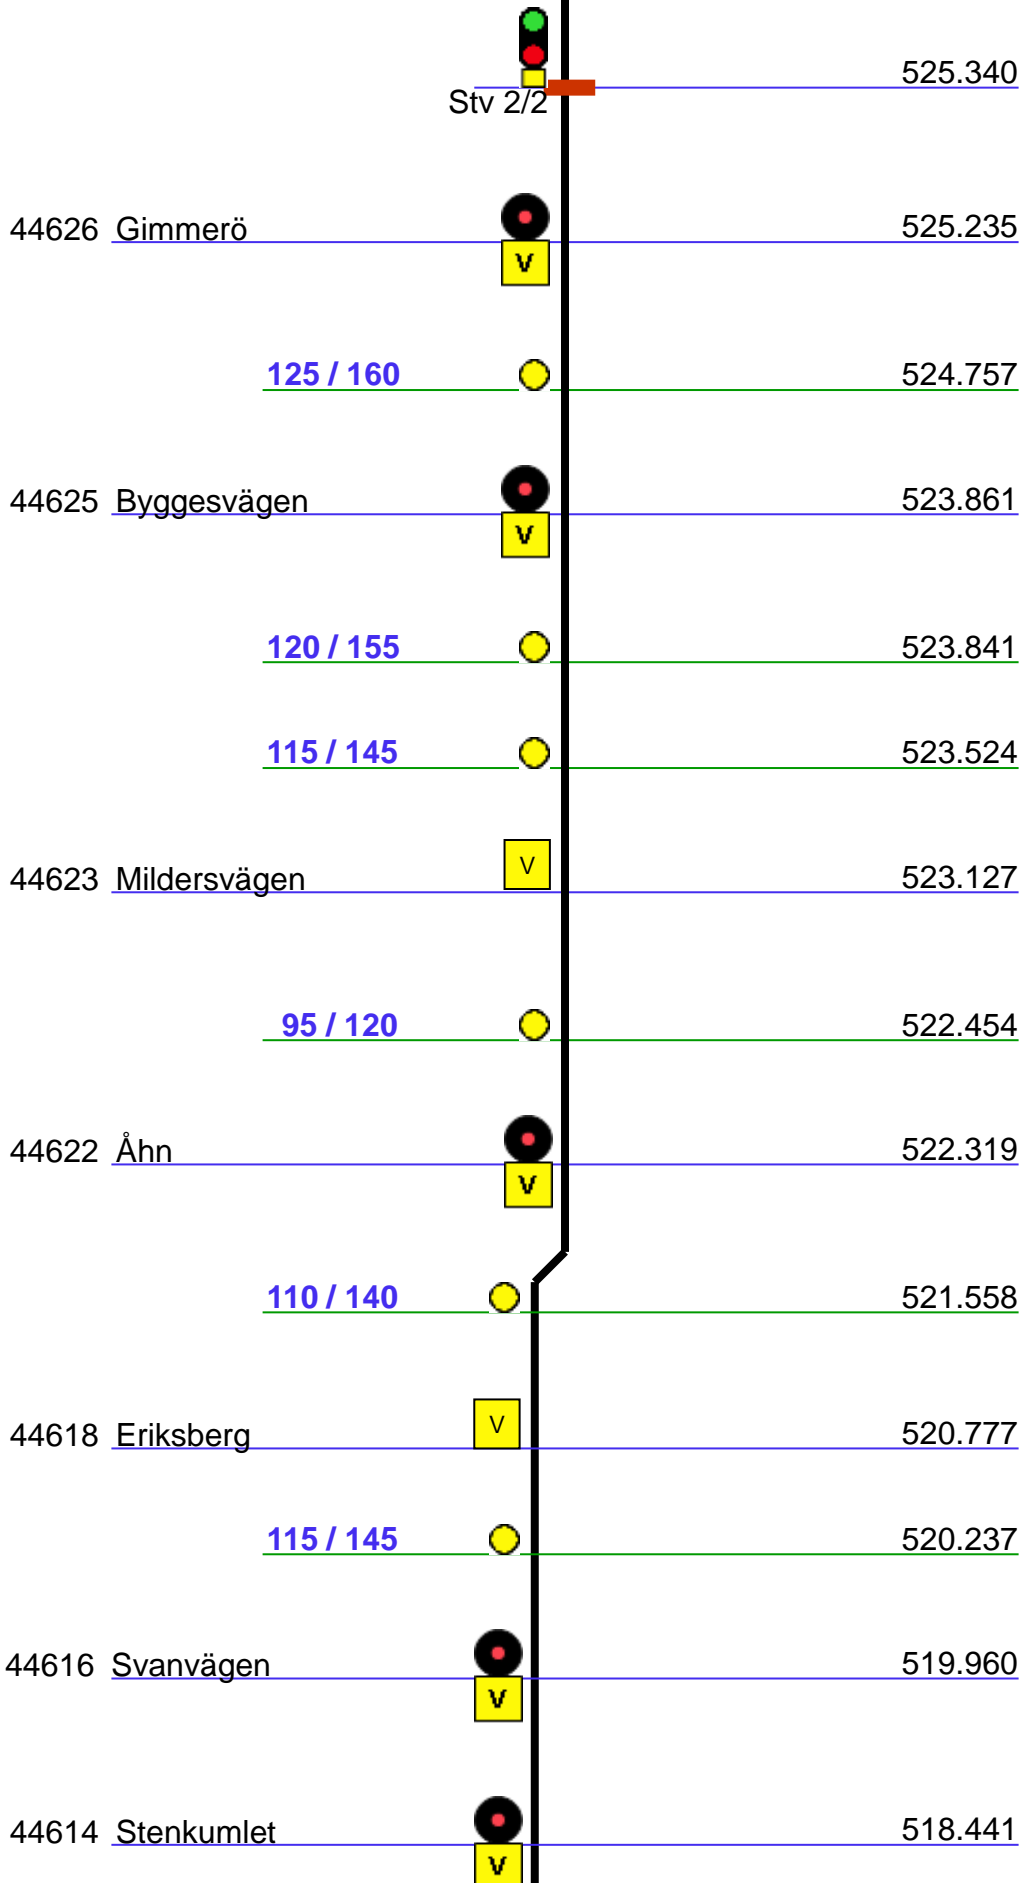 525.340
Stv 2/2
44626 Gimmerö 525.235
V
125 / 160 524.757
44625 Byggesvägen 523.861
V
120 / 155 523.841
115 / 145 523.524
V
44623 Mildersvägen 523.127
95 / 120 522.454
44622 Åhn 522.319
V
110 / 140 521.558
V
44618 Eriksberg 520.777
115 / 145 520.237
44616 Svanvägen 519.960
V
44614 Stenkumlet 518.441
V